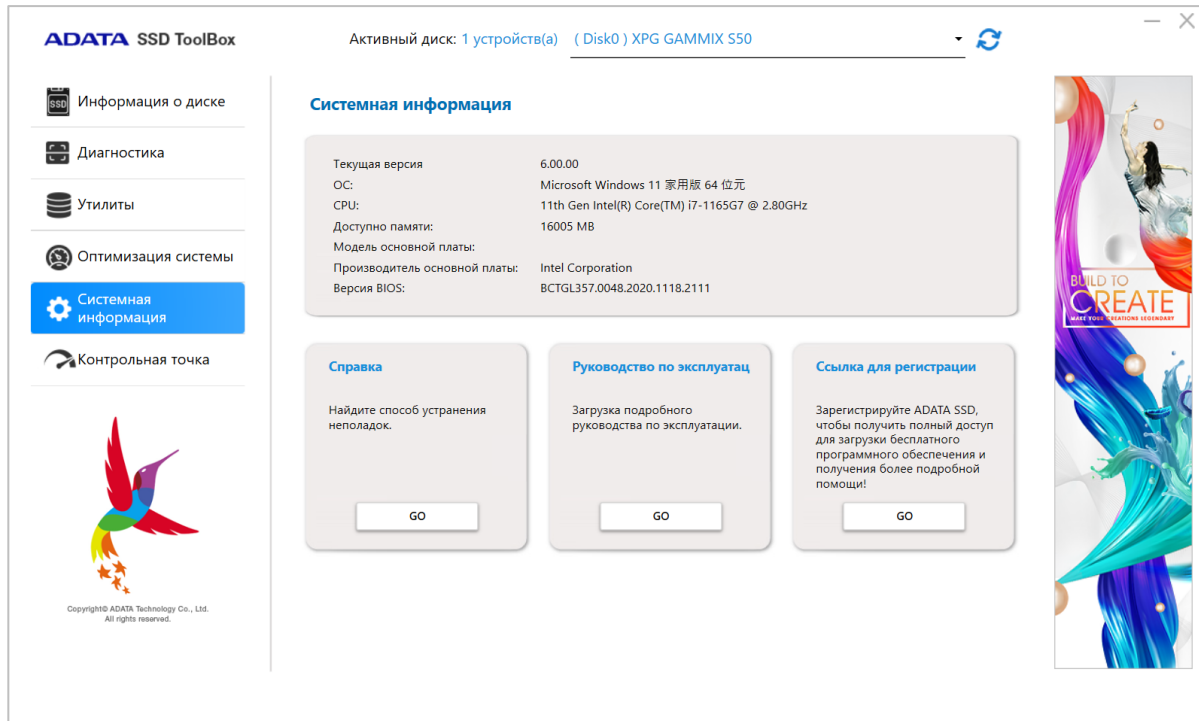 ADATA SSD ToolBox
Активный диск: 1 устройств(а) ( Disk0 ) XPG GAMMIX S50
SSD
Информация о диске
Диагностика
Утилиты
Оптимизация системы
Системная
информация
Контрольная точка
Copyright© ADATA Technology Co., Ltd.
All rights reserved.
Системная информация
Текущая версия 6.00.00
ОС: Microsoft Windows 11 家用版 64 位元
CPU: 11th Gen Intel(R) Core(TM) i7-1165G7 @ 2.80GHz
Доступно памяти: 16005 MB
Модель основной платы:
Производитель основной платы: Intel Corporation
Версия BIOS: BCTGL357.0048.2020.1118.2111
Справка
Найдите способ устранения
неполадок.
GO
Руководство по эксплуатац
Загрузка подробного
руководства по эксплуатации.
GO
Ссылка для регистрации
Зарегистрируйте ADATA SSD,
чтобы получить полный доступ
для загрузки бесплатного
программного обеспечения и
получения более подробной
помощи!
GO
BUILD TO
CREATE
MAKE YOUR CREATIONS LEGENDARY